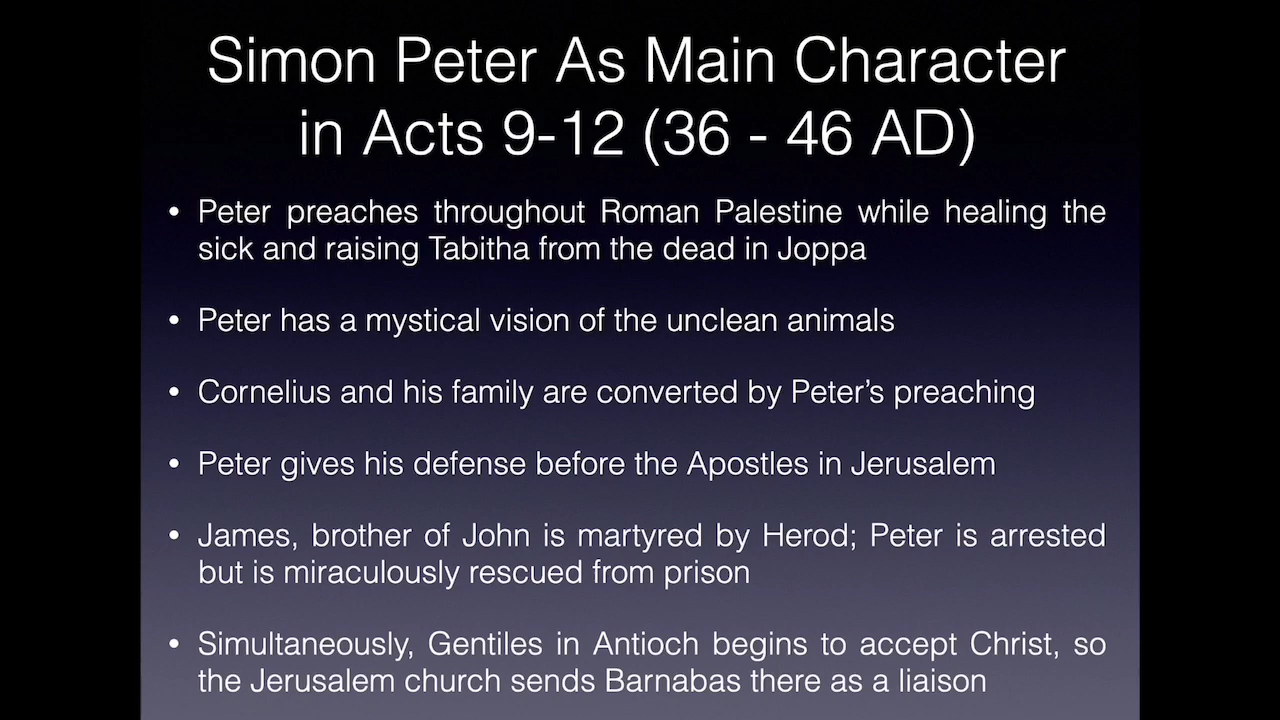 Simon Peter As Main Character
in Acts 9-12 (36 - 46 AD)
• Peter preaches throughout Roman Palestine while healing the
sick and raising Tabitha from the dead in Joppa
• Peter has a mystical vision of the unclean animals
• Cornelius and his family are converted by Peter’s preaching
• Peter gives his defense before the Apostles in Jerusalem
• James, brother of John is martyred by Herod; Peter is arrested
but is miraculously rescued from prison
• Simultaneously, Gentiles in Antioch begins to accept Christ, so
the Jerusalem church sends Barnabas there as a liaison